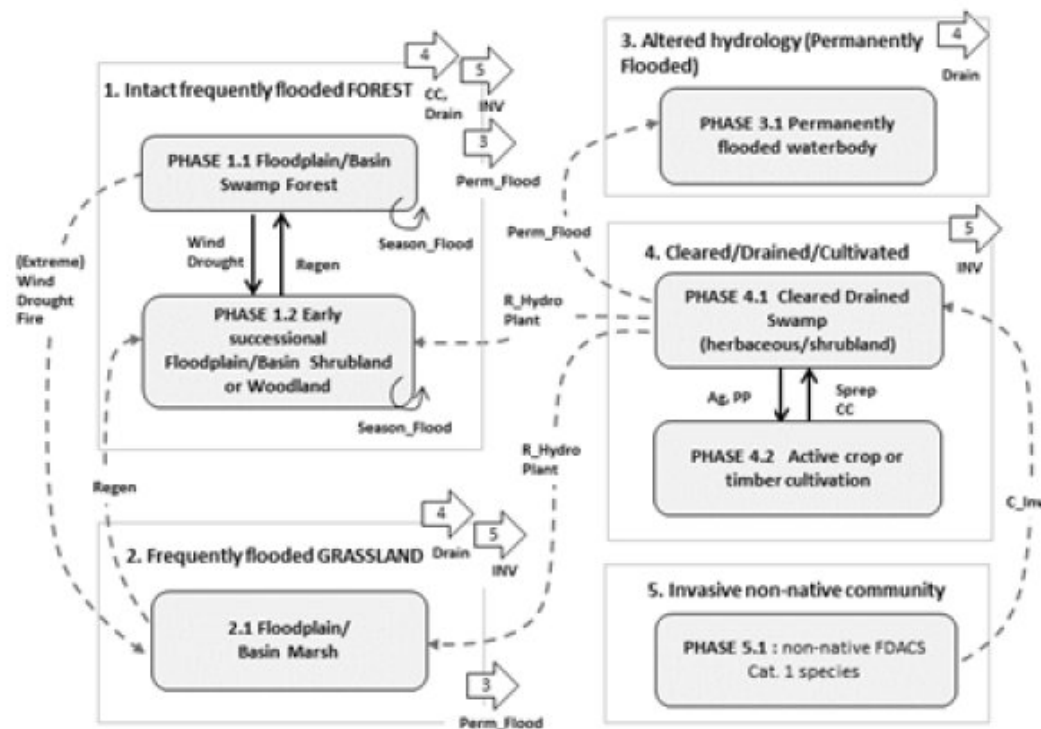 4
5
CC,
Drain
INV
1. Intact frequently flooded FOREST
3
Perm_Flood
PHASE 1.1 Floodplain/Basin
Swamp Forest
Season_Flood
Wind
Drought
Regen
(Extreme)
Wind
Drought
Fire
PHASE 1.2 Early
successional
Floodplain/Basin Shrubland
or Woodland
Season_Flood
Regen
4
Drain
5
INV
2. Frequently flooded GRASSLAND
2.1 Floodplain/
Basin Marsh
3
Perm_Flood
3. Altered hydrology (Permanently
Flooded)
4
Drain
PHASE 3.1 Permanently
flooded waterbody
Perm_Flood
R_Hydro
Plant
R_Hydro
Plant
5
INV
4. Cleared/Drained/Cultivated
PHASE 4.1 Cleared Drained
Swamp
(herbaceous/shrubland)
Ag, PP
Sprep
CC
PHASE 4.2 Active crop or
timber cultivation
C_Inv
5. Invasive non-native community
PHASE 5.1 : non-native FDACS
Cat. 1 species